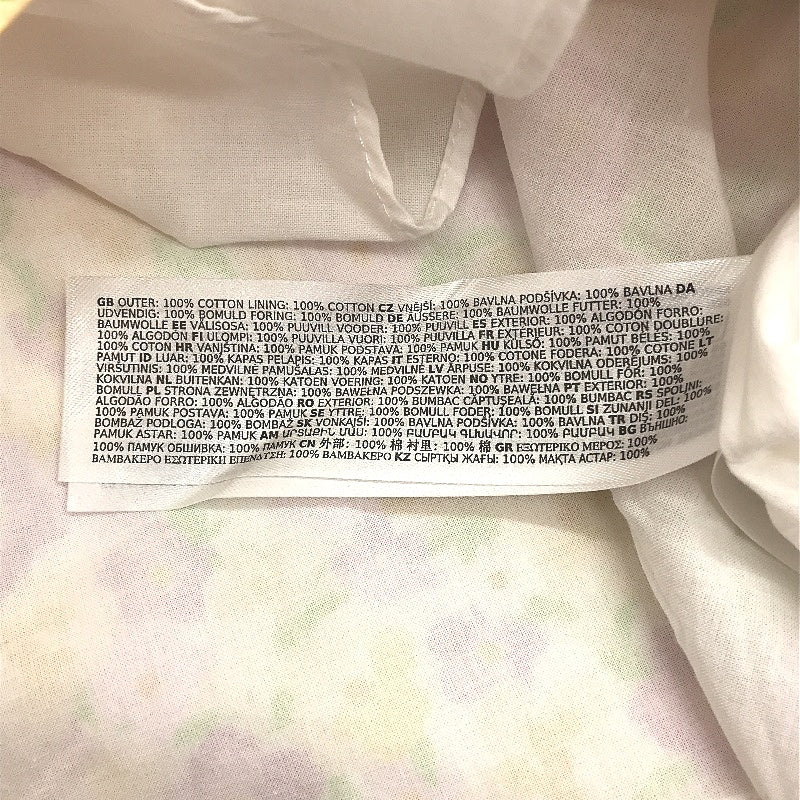 GB OUTER: 100% COTTON LINING: 100% COTTON CZ VNĚJŠÍ: 100% BAVLNA PODŠÍVKA: 100% BAVLNA DA
UDVENDIG: 100% BOMULD FORING: 100% BOMULD DE ÄUSSERE: 100% BAUMWOLLE FUTTER: 100%
BAUMWOLLE EE VÄLISOSA: 100% PUUVILL VOODER: 100% PUUVILL ES EXTERIOR: 100% ALGODÓN FORRO:
100% ALGODÓN FI ULOMPI: 100% PUUVILLA VUORI: 100% PUUVILLA FR EXTÉRIEUR: 100% COTON DOUBLURE:
100% COTON HR VANJŠTINA: 100% PAMUK PODSTAVA: 100% PAMUK HU KÜLSŐ: 100% PAMUT BÉLÉS: 100%
PAMUT ID LUAR: 100% KAPAS PELAPIS: 100% KAPAS IT ESTERNO: 100% COTONE FODERA: 100% COTONE LT
VIRŠUTINIS: 100% MEDVILNĖ PAMUŠALAS: 100% MEDVILNĖ LV ĀRPUSE: 100% KOKVILNA ODERĒJUMS: 100%
KOKVILNA NL BUITENKAN: 100% KATOEN VOERING: 100% KATOEN NO YTRE: 100% BOMULL FÔR: 100%
BOMULL PL STRONA ZEWNĘTRZNA: 100% BAWEŁNA PODSZEWKA: 100% BAWEŁNA PT EXTERIOR: 100%
ALGODÃO FORRO: 100% ALGODÃO RO EXTERIOR: 100% BUMBAC CĂPTUȘEALĂ: 100% BUMBAC RS SPOLJNI:
100% PAMUK POSTAVA: 100% PAMUK SE YTTRE: 100% BOMULL FODER: 100% BOMULL SI ZUNANJI DEL: 100%
BOMBAŽ PODLOGA: 100% BOMBAŽ SK VONKAJŠÍ: 100% BAVLNA PODŠÍVKA: 100% BAVLNA TR DIŞ: 100%
PAMUK ASTAR: 100% PAMUK AM ԱՐՏԱՔԻՆ ՄԱՍ: 100% ԲԱՄԲԱԿ 100% ԲԱՄԲԱԿ BG ВЪНШНО:
100% ПАМУК ОБШИВКА: 100% ПАМУК CN 外部: 100% 棉 衬里: 100% 棉 GR ΕΞΩΤΕΡΙΚΟ ΜΕΡΟΣ: 100%
ΒΑΜΒΑΚΕΡΟ ΕΣΩΤΕΡΙΚΗ ΕΠΕΝΔΥΣΗ: 100% ΒΑΜΒΑΚΕΡΟ KZ СЫРТҚЫ ЖАҒЫ: 100% МАҚТА АСТАР: 100%